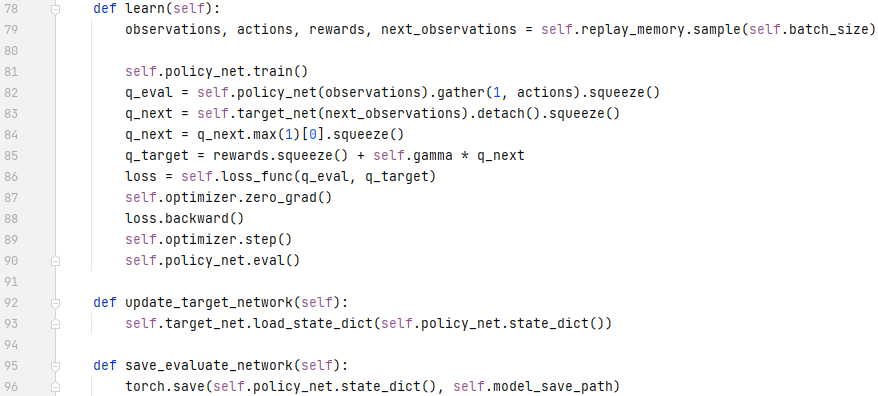 78 def learn(self):
79 observations, actions, rewards, next_observations = self.replay_memory.sample(self.batch_size)
80
81 self.policy_net.train()
82 q_eval = self.policy_net(observations).gather(1, actions).squeeze()
83 q_next = self.target_net(next_observations).detach().squeeze()
84 q_next = q_next.max(1)[0].squeeze()
85 q_target = rewards.squeeze() + self.gamma * q_next
86 loss = self.loss_func(q_eval, q_target)
87 self.optimizer.zero_grad()
88 loss.backward()
89 self.optimizer.step()
90 self.policy_net.eval()
91
92 def update_target_network(self):
93 self.target_net.load_state_dict(self.policy_net.state_dict())
94
95 def save_evaluate_network(self):
96 torch.save(self.policy_net.state_dict(), self.model_save_path)